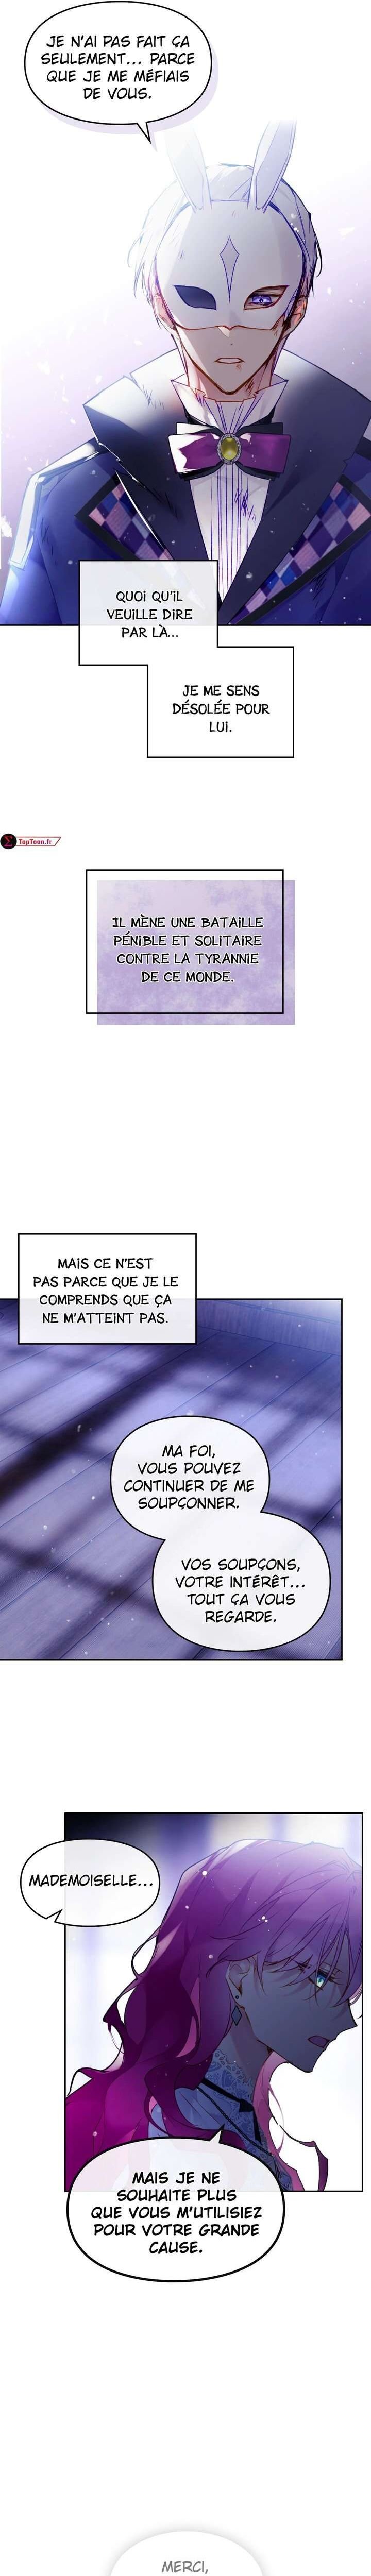 JE N'AI PAS FAIT ÇA
SEULEMENT... PARCE
QUE JE ME MÉFIAIS
DE VOUS.
QUOI QU'IL
VEUILLE DIRE
PAR LÀ...
JE ME SENS
DÉSOLÉE POUR
LUI.
TopToon.fr
IL MÈNE UNE BATAILLE
PÉNIBLE ET SOLITAIRE
CONTRE LA TYRANNIE
DE CE MONDE.
MAIS CE N'EST
PAS PARCE QUE JE LE
COMPRENDS QUE ÇA
NE M'ATTEINT PAS.
MA FOI,
VOUS POUVEZ
CONTINUER DE ME
SOUPÇONNER.
VOS SOUPÇONS,
VOTRE INTÉRÊT...
TOUT ÇA VOUS
REGARDE.
MADEMOISELLE...
MAIS JE NE
SOUHAITE PLUS
QUE VOUS M'UTILISIEZ
POUR VOTRE GRANDE
CAUSE.
MERCI,